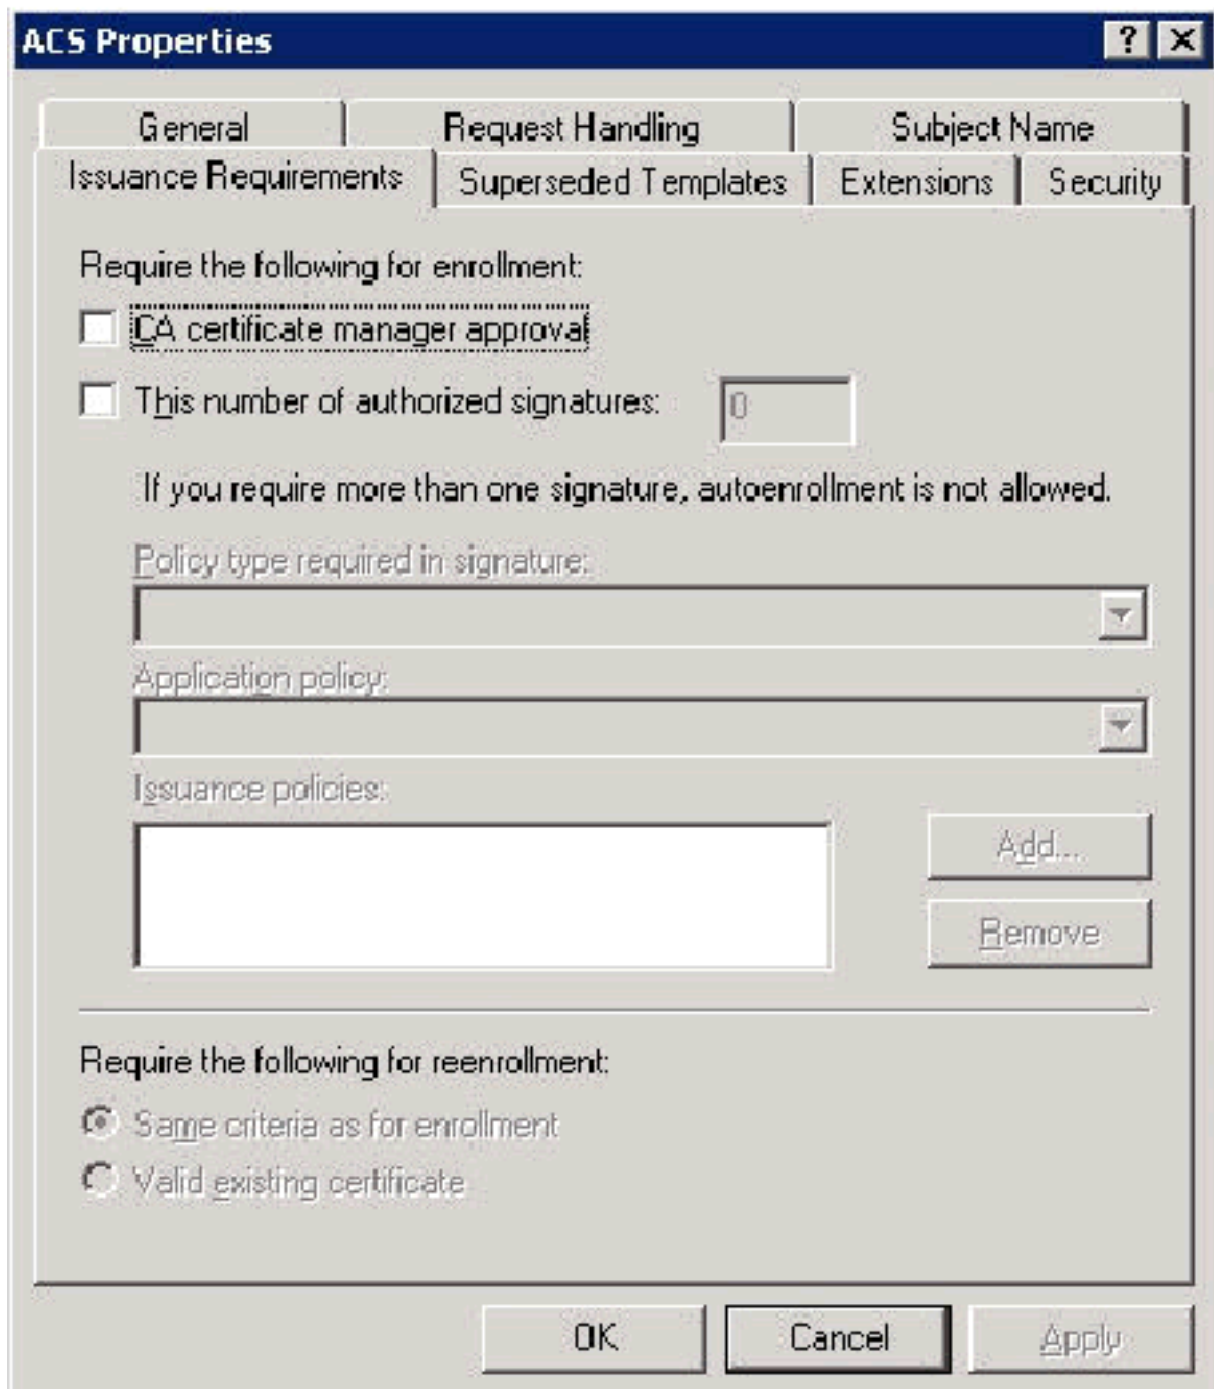 ACS Properties
General Request Handling Subject Name
Issuance Requirements Superseded Templates Extensions Security
Require the following for enrollment:
CA certificate manager approval
This number of authorized signatures: 0
If you require more than one signature, autoenrollment is not allowed.
Policy type required in signature:
Application policy:
Issuance policies:
Add...
Remove
Require the following for reenrollment:
Same criteria as for enrollment
Valid existing certificate
OK Cancel Apply